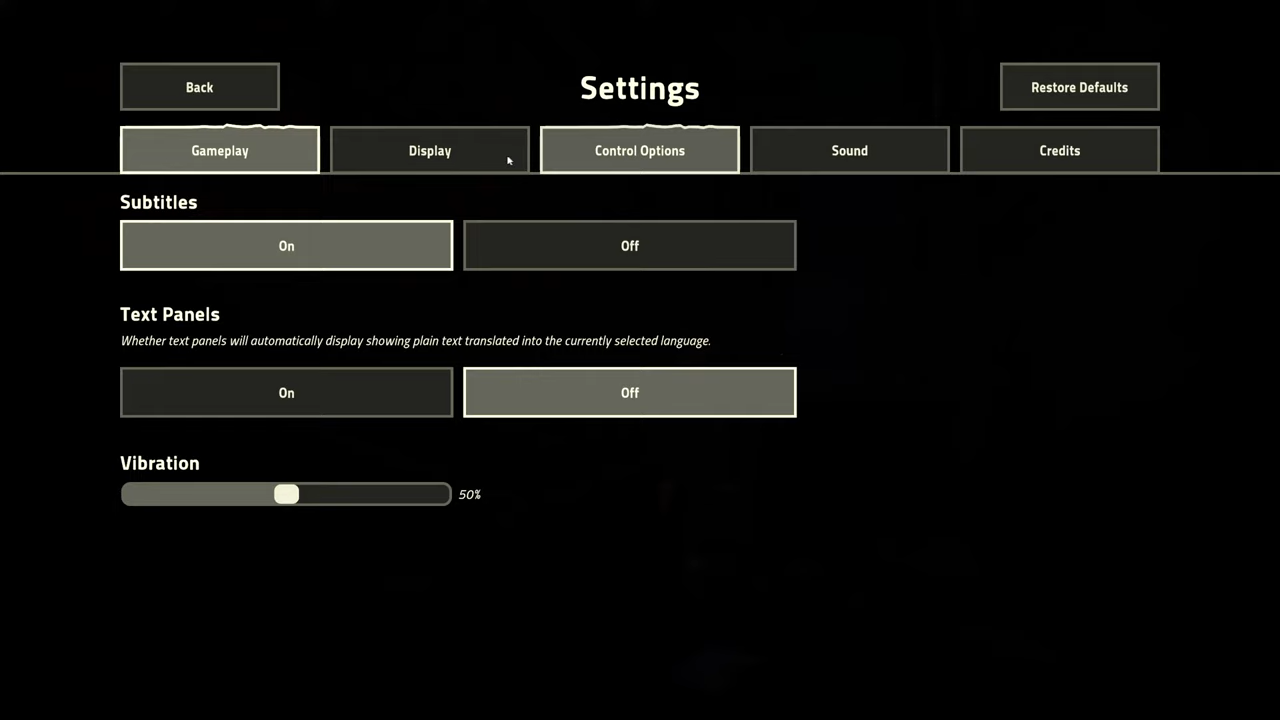 Back
Settings
Restore Defaults
Gameplay
Display
Control Options
Sound
Credits
Subtitles
On
Off
Text Panels
Whether text panels will automatically display showing plain text translated into the currently selected language.
On
Off
Vibration
50%